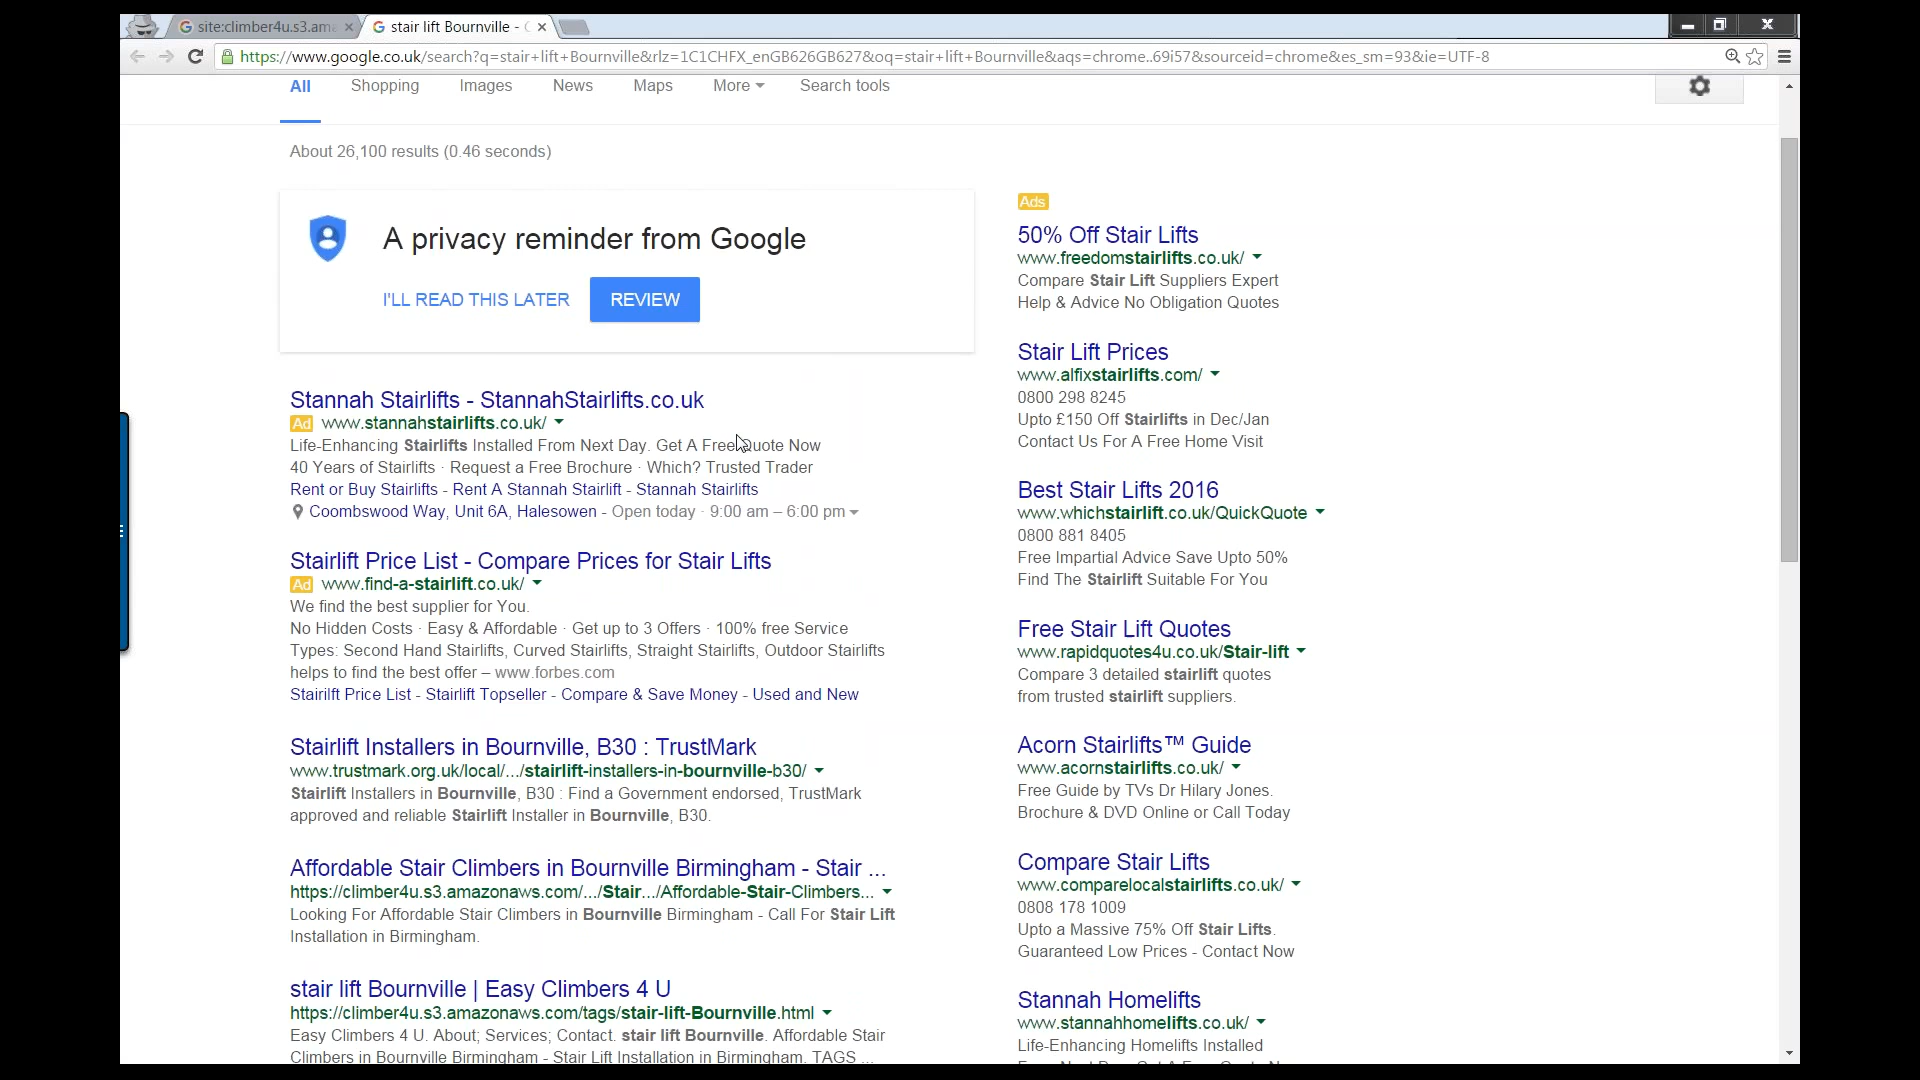 site:climber4u.s3.ama
stair lift Bournville -
https://www.google.co.uk/search?q=stair+lift+Bournville&rlz=1C1CHFX_enGB626GB627&oq=stair+lift+Bournville&aqs=chrome..69i57&sourceid=chrome&es_sm=93&ie=UTF-8
All Shopping Images News Maps More Search tools
About 26,100 results (0.46 seconds)
A privacy reminder from Google
I'LL READ THIS LATER REVIEW
Stannah Stairlifts - StannahStairlifts.co.uk
Ad www.stannahstairlifts.co.uk/
Life-Enhancing Stairlifts Installed From Next Day. Get A Free Quote Now
40 Years of Stairlifts · Request a Free Brochure · Which? Trusted Trader
Rent or Buy Stairlifts - Rent A Stannah Stairlift - Stannah Stairlifts
Coombswood Way, Unit 6A, Halesowen - Open today · 9:00 am – 6:00 pm
Stairlift Price List - Compare Prices for Stair Lifts
Ad www.find-a-stairlift.co.uk/
We find the best supplier for You.
No Hidden Costs · Easy & Affordable · Get up to 3 Offers · 100% free Service
Types: Second Hand Stairlifts, Curved Stairlifts, Straight Stairlifts, Outdoor Stairlifts
helps to find the best offer – www.forbes.com
Stairilft Price List - Stairlift Topseller - Compare & Save Money - Used and New
Stairlift Installers in Bournville, B30 : TrustMark
www.trustmark.org.uk/local/.../stairlift-installers-in-bournville-b30/
Stairlift Installers in Bournville, B30 : Find a Government endorsed, TrustMark
approved and reliable Stairlift Installer in Bournville, B30.
Affordable Stair Climbers in Bournville Birmingham - Stair ...
https://climber4u.s3.amazonaws.com/.../Stair.../Affordable-Stair-Climbers...
Looking For Affordable Stair Climbers in Bournville Birmingham - Call For Stair Lift
Installation in Birmingham.
stair lift Bournville | Easy Climbers 4 U
https://climber4u.s3.amazonaws.com/tags/stair-lift-Bournville.html
Easy Climbers 4 U. About; Services; Contact. stair lift Bournville. Affordable Stair
Climbers in Bournville Birmingham - Stair Lift Installation in Birmingham. TAGS ...
Ads
50% Off Stair Lifts
www.freedomstairlifts.co.uk/
Compare Stair Lift Suppliers Expert
Help & Advice No Obligation Quotes
Stair Lift Prices
www.alfixstairlifts.com/
0800 298 8245
Upto £150 Off Stairlifts in Dec/Jan
Contact Us For A Free Home Visit
Best Stair Lifts 2016
www.whichstairlift.co.uk/QuickQuote
0800 881 8405
Free Impartial Advice Save Upto 50%
Find The Stairlift Suitable For You
Free Stair Lift Quotes
www.rapidquotes4u.co.uk/Stair-lift
Compare 3 detailed stairlift quotes
from trusted stairlift suppliers.
Acorn Stairlifts™ Guide
www.acornstairlifts.co.uk/
Free Guide by TVs Dr Hilary Jones.
Brochure & DVD Online or Call Today
Compare Stair Lifts
www.comparelocalstairlifts.co.uk/
0808 178 1009
Upto a Massive 75% Off Stair Lifts.
Guaranteed Low Prices - Contact Now
Stannah Homelifts
www.stannahhomelifts.co.uk/
Life-Enhancing Homelifts Installed